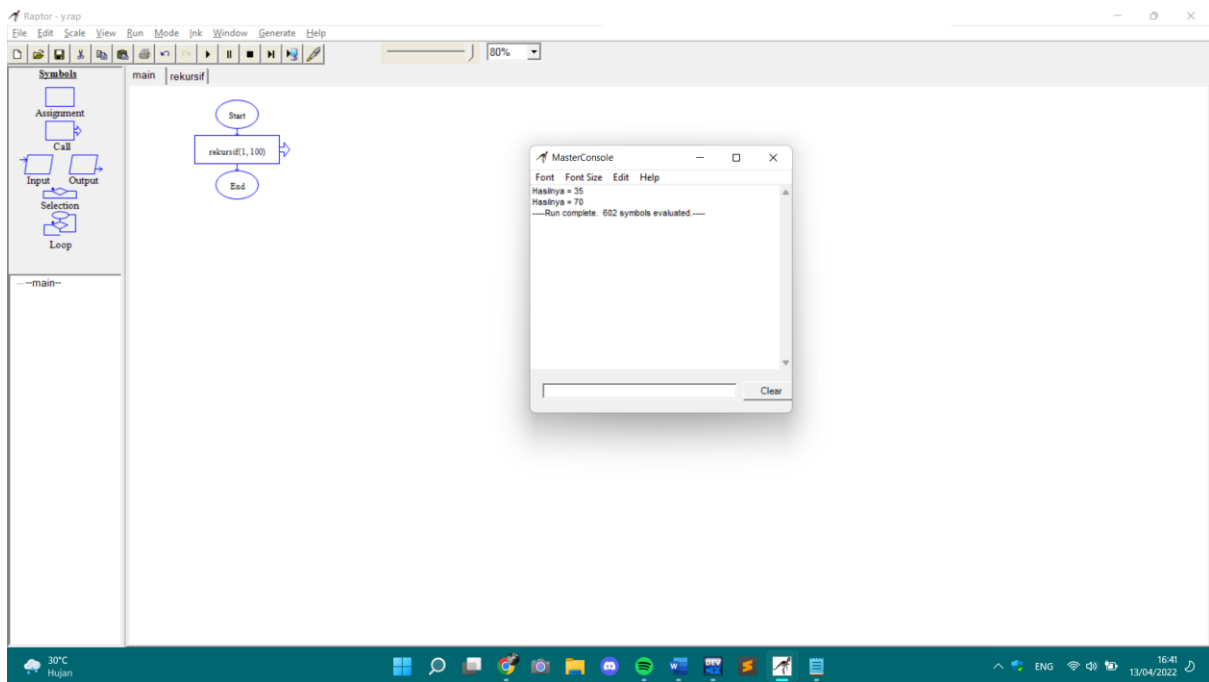 Raptor - y.rap
File Edit Scale View Run Mode Ink Window Generate Help
80%
Symbols
main rekursif
Assignment
Call
Input Output
Selection
Loop
Start
rekursif(1, 100)
End
----main--
MasterConsole
Font Font Size Edit Help
Hasilnya = 35
Hasilnya = 70
----Run complete. 602 symbols evaluated.----
Clear
30°C
Hujan
DEV
ENG
16:41
13/04/2022